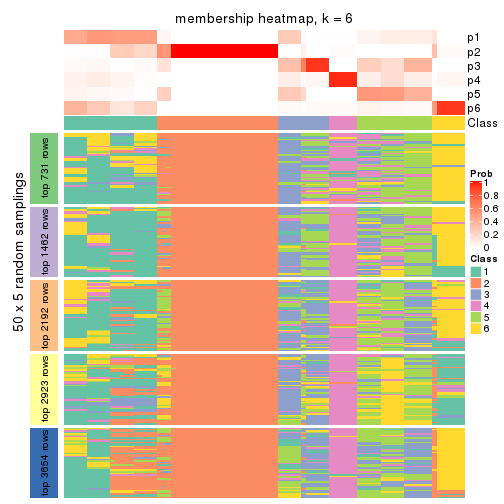 membership heatmap, k = 6
p1
p2
p3
p4
p5
p6
Class
50 x 5 random samplings
top 731 rows
top 1462 rows
top 2192 rows
top 2923 rows
top 3654 rows
Prob
1
0.8
0.6
0.4
0.2
0
Class
1
2
3
4
5
6